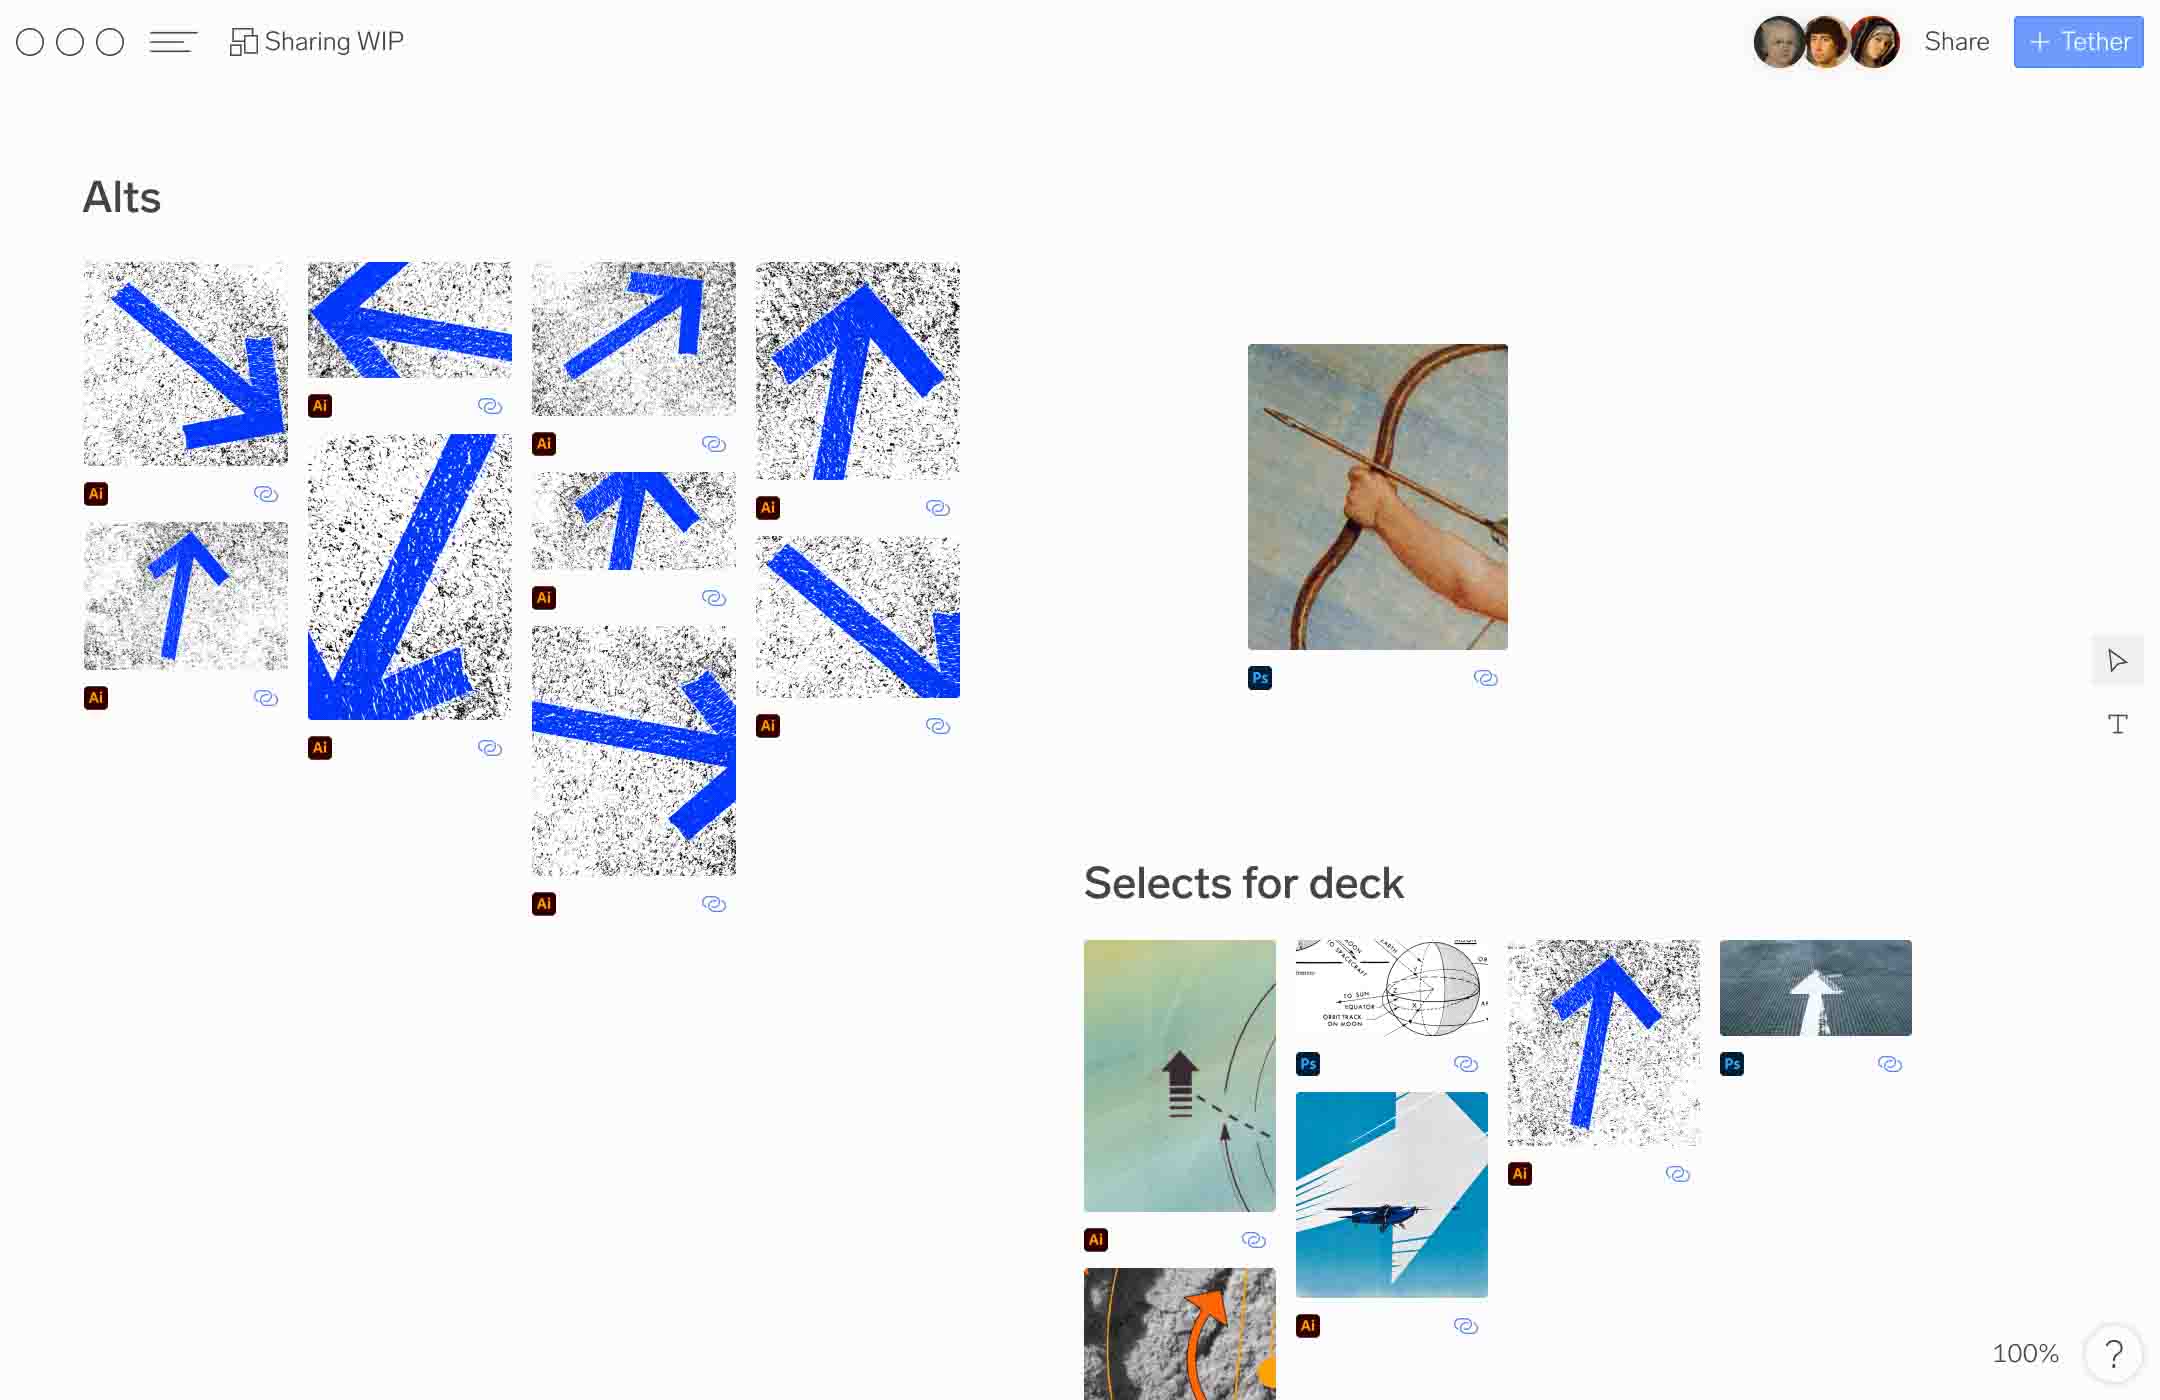 Sharing WIP
Share
+ Tether
Alts
Ai
Ai
Ai
Ai
Ai
Ai
Ai
Ai
Ai
Ai
Ps
T
Selects for deck
MOON
TO SPACECRAFT
EARTH
TO SUN
EQUATOR
ORBIT TRACK
ON MOON
Z
X
Ps
Ps
Ai
Ai
Ai
100%
?